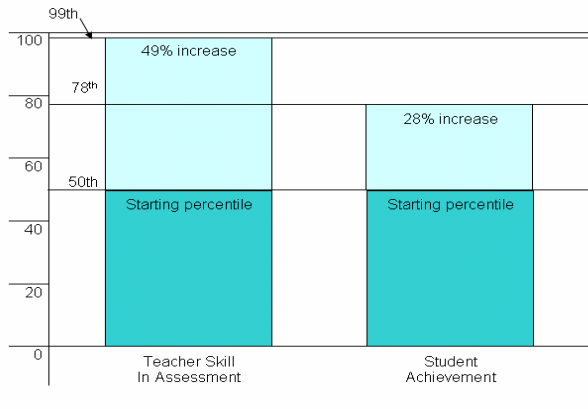 99th
100
49% increase
78th
80
28% increase
60
50th
Starting percentile
Starting percentile
40
20
0
Teacher Skill
In Assessment
Student
Achievement